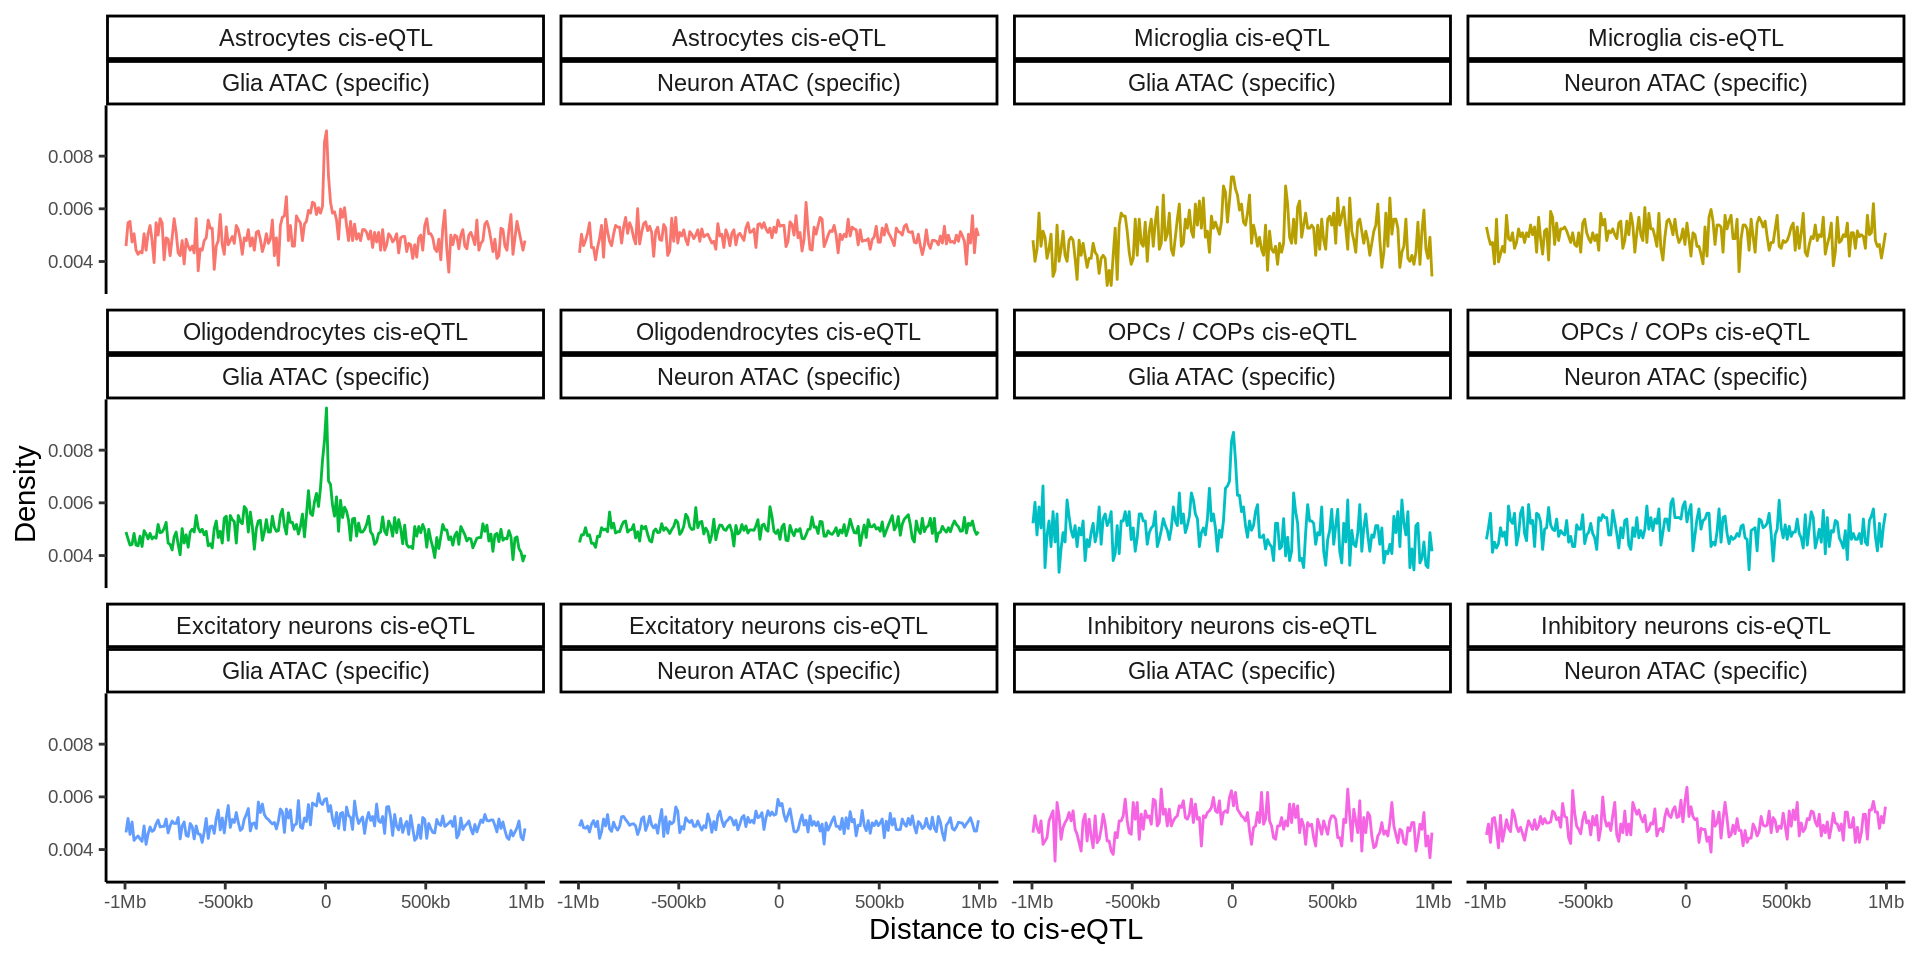 Astrocytes cis-eQTL
Astrocytes cis-eQTL
Microglia cis-eQTL
Microglia cis-eQTL
Glia ATAC (specific)
Neuron ATAC (specific)
Glia ATAC (specific)
Neuron ATAC (specific)
0.008
0.006
0.004
Oligodendrocytes cis-eQTL
Oligodendrocytes cis-eQTL
OPCs / COPs cis-eQTL
OPCs / COPs cis-eQTL
Glia ATAC (specific)
Neuron ATAC (specific)
Glia ATAC (specific)
Neuron ATAC (specific)
Density
0.008
0.006
0.004
Excitatory neurons cis-eQTL
Excitatory neurons cis-eQTL
Inhibitory neurons cis-eQTL
Inhibitory neurons cis-eQTL
Glia ATAC (specific)
Neuron ATAC (specific)
Glia ATAC (specific)
Neuron ATAC (specific)
0.008
0.006
0.004
-1Mb -500kb 0 500kb 1Mb
-1Mb -500kb 0 500kb 1Mb
-1Mb -500kb 0 500kb 1Mb
-1Mb -500kb 0 500kb 1Mb
Distance to cis-eQTL